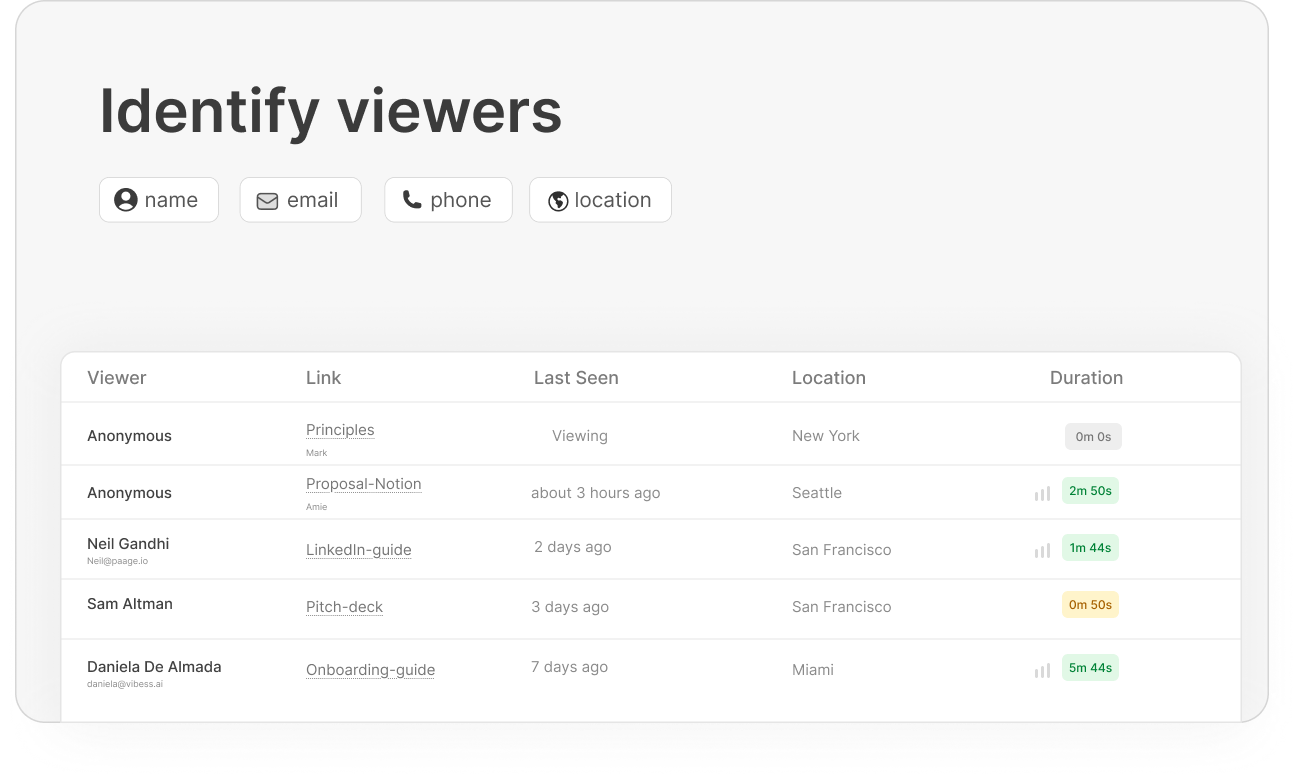 Identify viewers
name email phone location
Viewer Link Last Seen Location Duration
Anonymous Principles Viewing New York 0m 0s
Mark
Anonymous Proposal-Notion about 3 hours ago Seattle 2m 50s
Amie
Neil Gandhi LinkedIn-guide 2 days ago San Francisco 1m 44s
Neil@paage.io
Sam Altman Pitch-deck 3 days ago San Francisco 0m 50s
Daniela De Almada Onboarding-guide 7 days ago Miami 5m 44s
daniela@vibess.ai